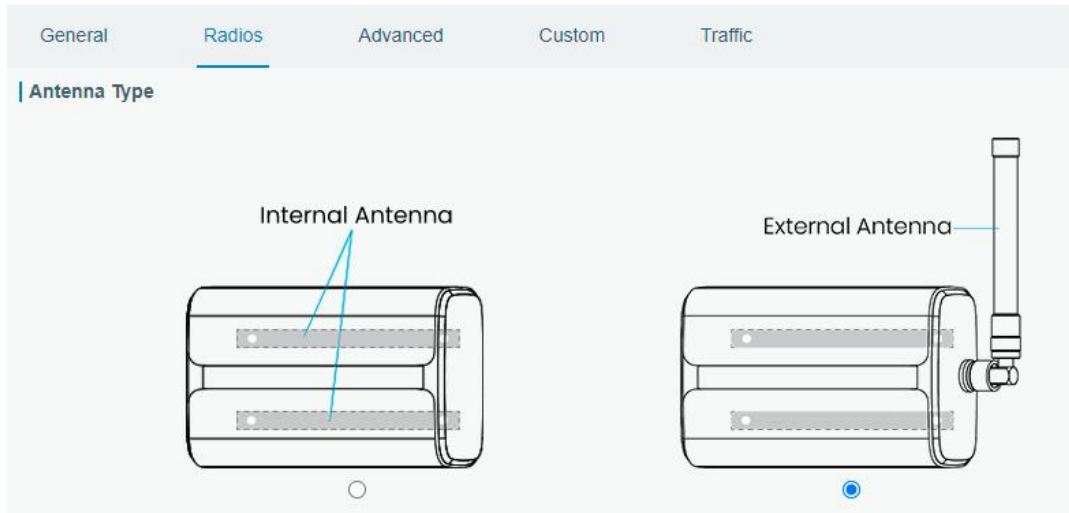 General Radios Advanced Custom Traffic
Antenna Type
Internal Antenna
External Antenna